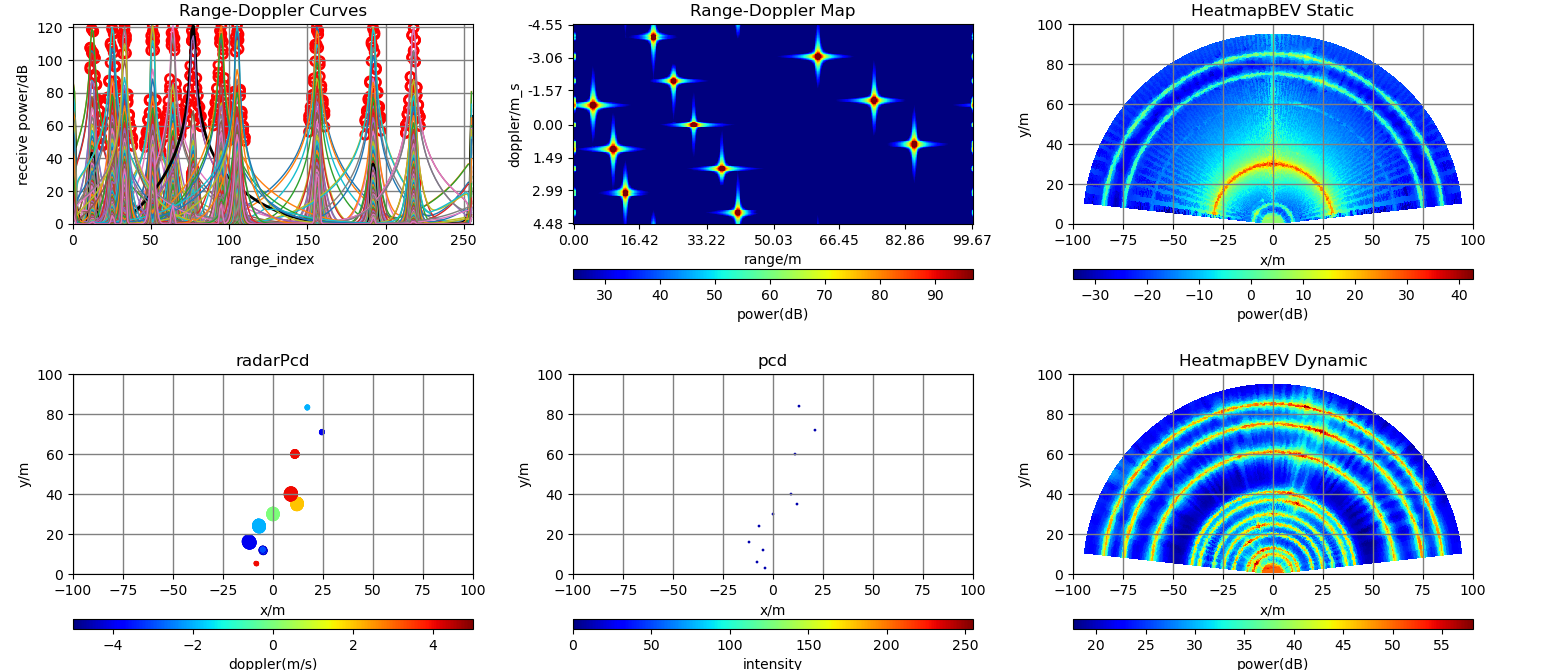 Range-Doppler Curves
receive power/dB
120
100
80
60
40
20
0
0 50 100 150 200 250
range_index
Range-Doppler Map
doppler/m_s
-4.55
-3.06
-1.57
0.00
1.49
2.99
4.48
0.00 16.42 33.22 50.03 66.45 82.86 99.67
range/m
30 40 50 60 70 80 90
power(dB)
HeatmapBEV Static
y/m
100
80
60
40
20
0
−100 −75 −50 −25 0 25 50 75 100
x/m
−30 −20 −10 0 10 20 30 40
power(dB)
radarPcd
y/m
100
80
60
40
20
0
−100 −75 −50 −25 0 25 50 75 100
x/m
−4 −2 0 2 4
doppler(m/s)
pcd
y/m
100
80
60
40
20
0
−100 −75 −50 −25 0 25 50 75 100
x/m
0 50 100 150 200 250
intensity
HeatmapBEV Dynamic
y/m
100
80
60
40
20
0
−100 −75 −50 −25 0 25 50 75 100
x/m
20 25 30 35 40 45 50 55
power(dB)